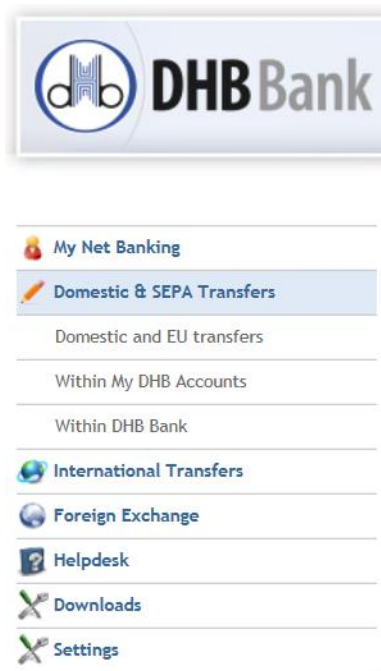 dHb DHB Bank
My Net Banking
Domestic & SEPA Transfers
Domestic and EU transfers
Within My DHB Accounts
Within DHB Bank
International Transfers
Foreign Exchange
Helpdesk
Downloads
Settings